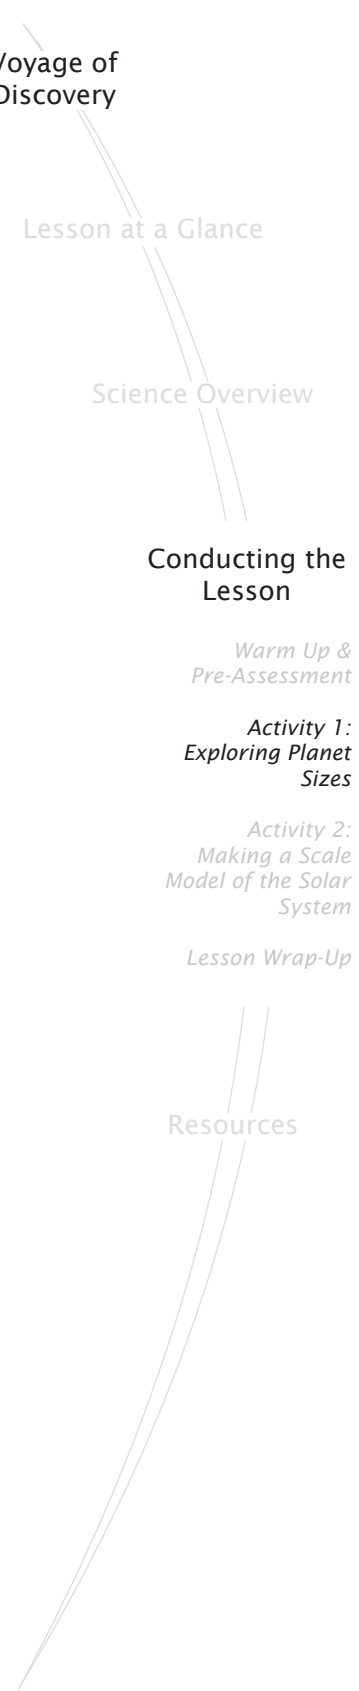 Voyage of
Discovery
Lesson at a Glance
Science Overview
Conducting the
Lesson
Warm Up &
Pre-Assessment
Activity 1:
Exploring Planet
Sizes
Activity 2:
Making a Scale
Model of the Solar
System
Lesson Wrap-Up
Resources